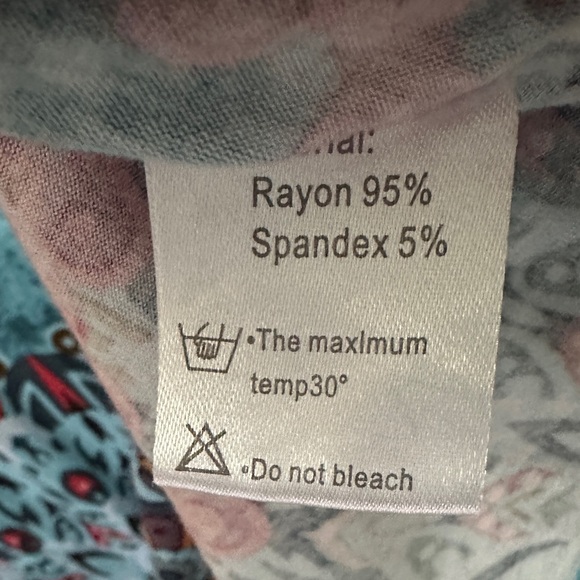 Rayon 95%
Spandex 5%
•The maxlmum
temp30°
•Do not bleach